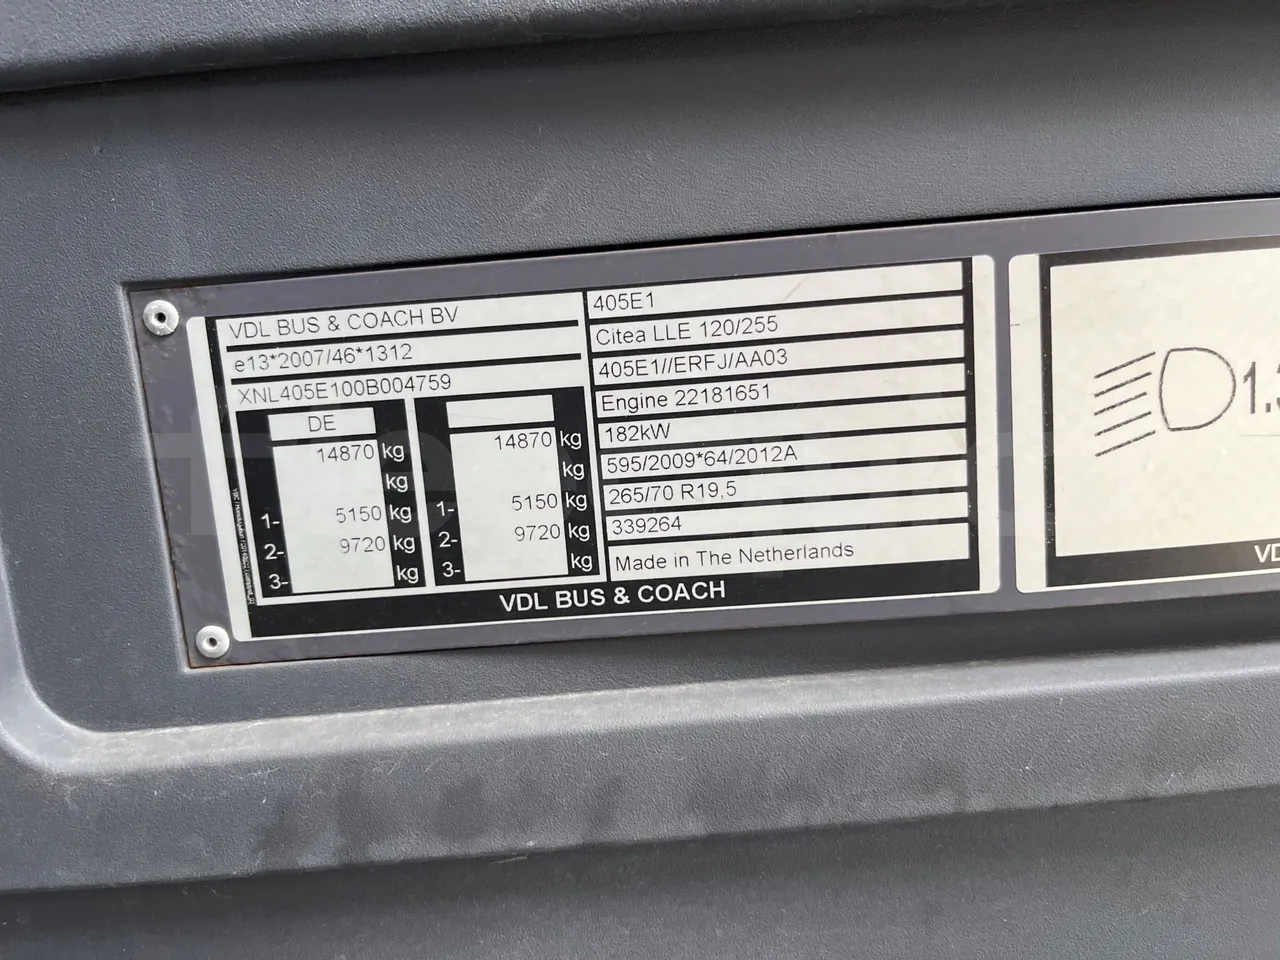 VDL BUS & COACH BV
e13*2007/46*1312
XNL405E100B004759
DE
14870 kg
kg
1- 5150 kg
2- 9720 kg
3- kg
14870 kg
kg
1- 5150 kg
2- 9720 kg
3- kg
405E1
Citea LLE 120/255
405E1//ERFJ/AA03
Engine 22181651
182kW
595/2009*64/2012A
265/70 R19,5
339264
Made in The Netherlands
VDL BUS & COACH